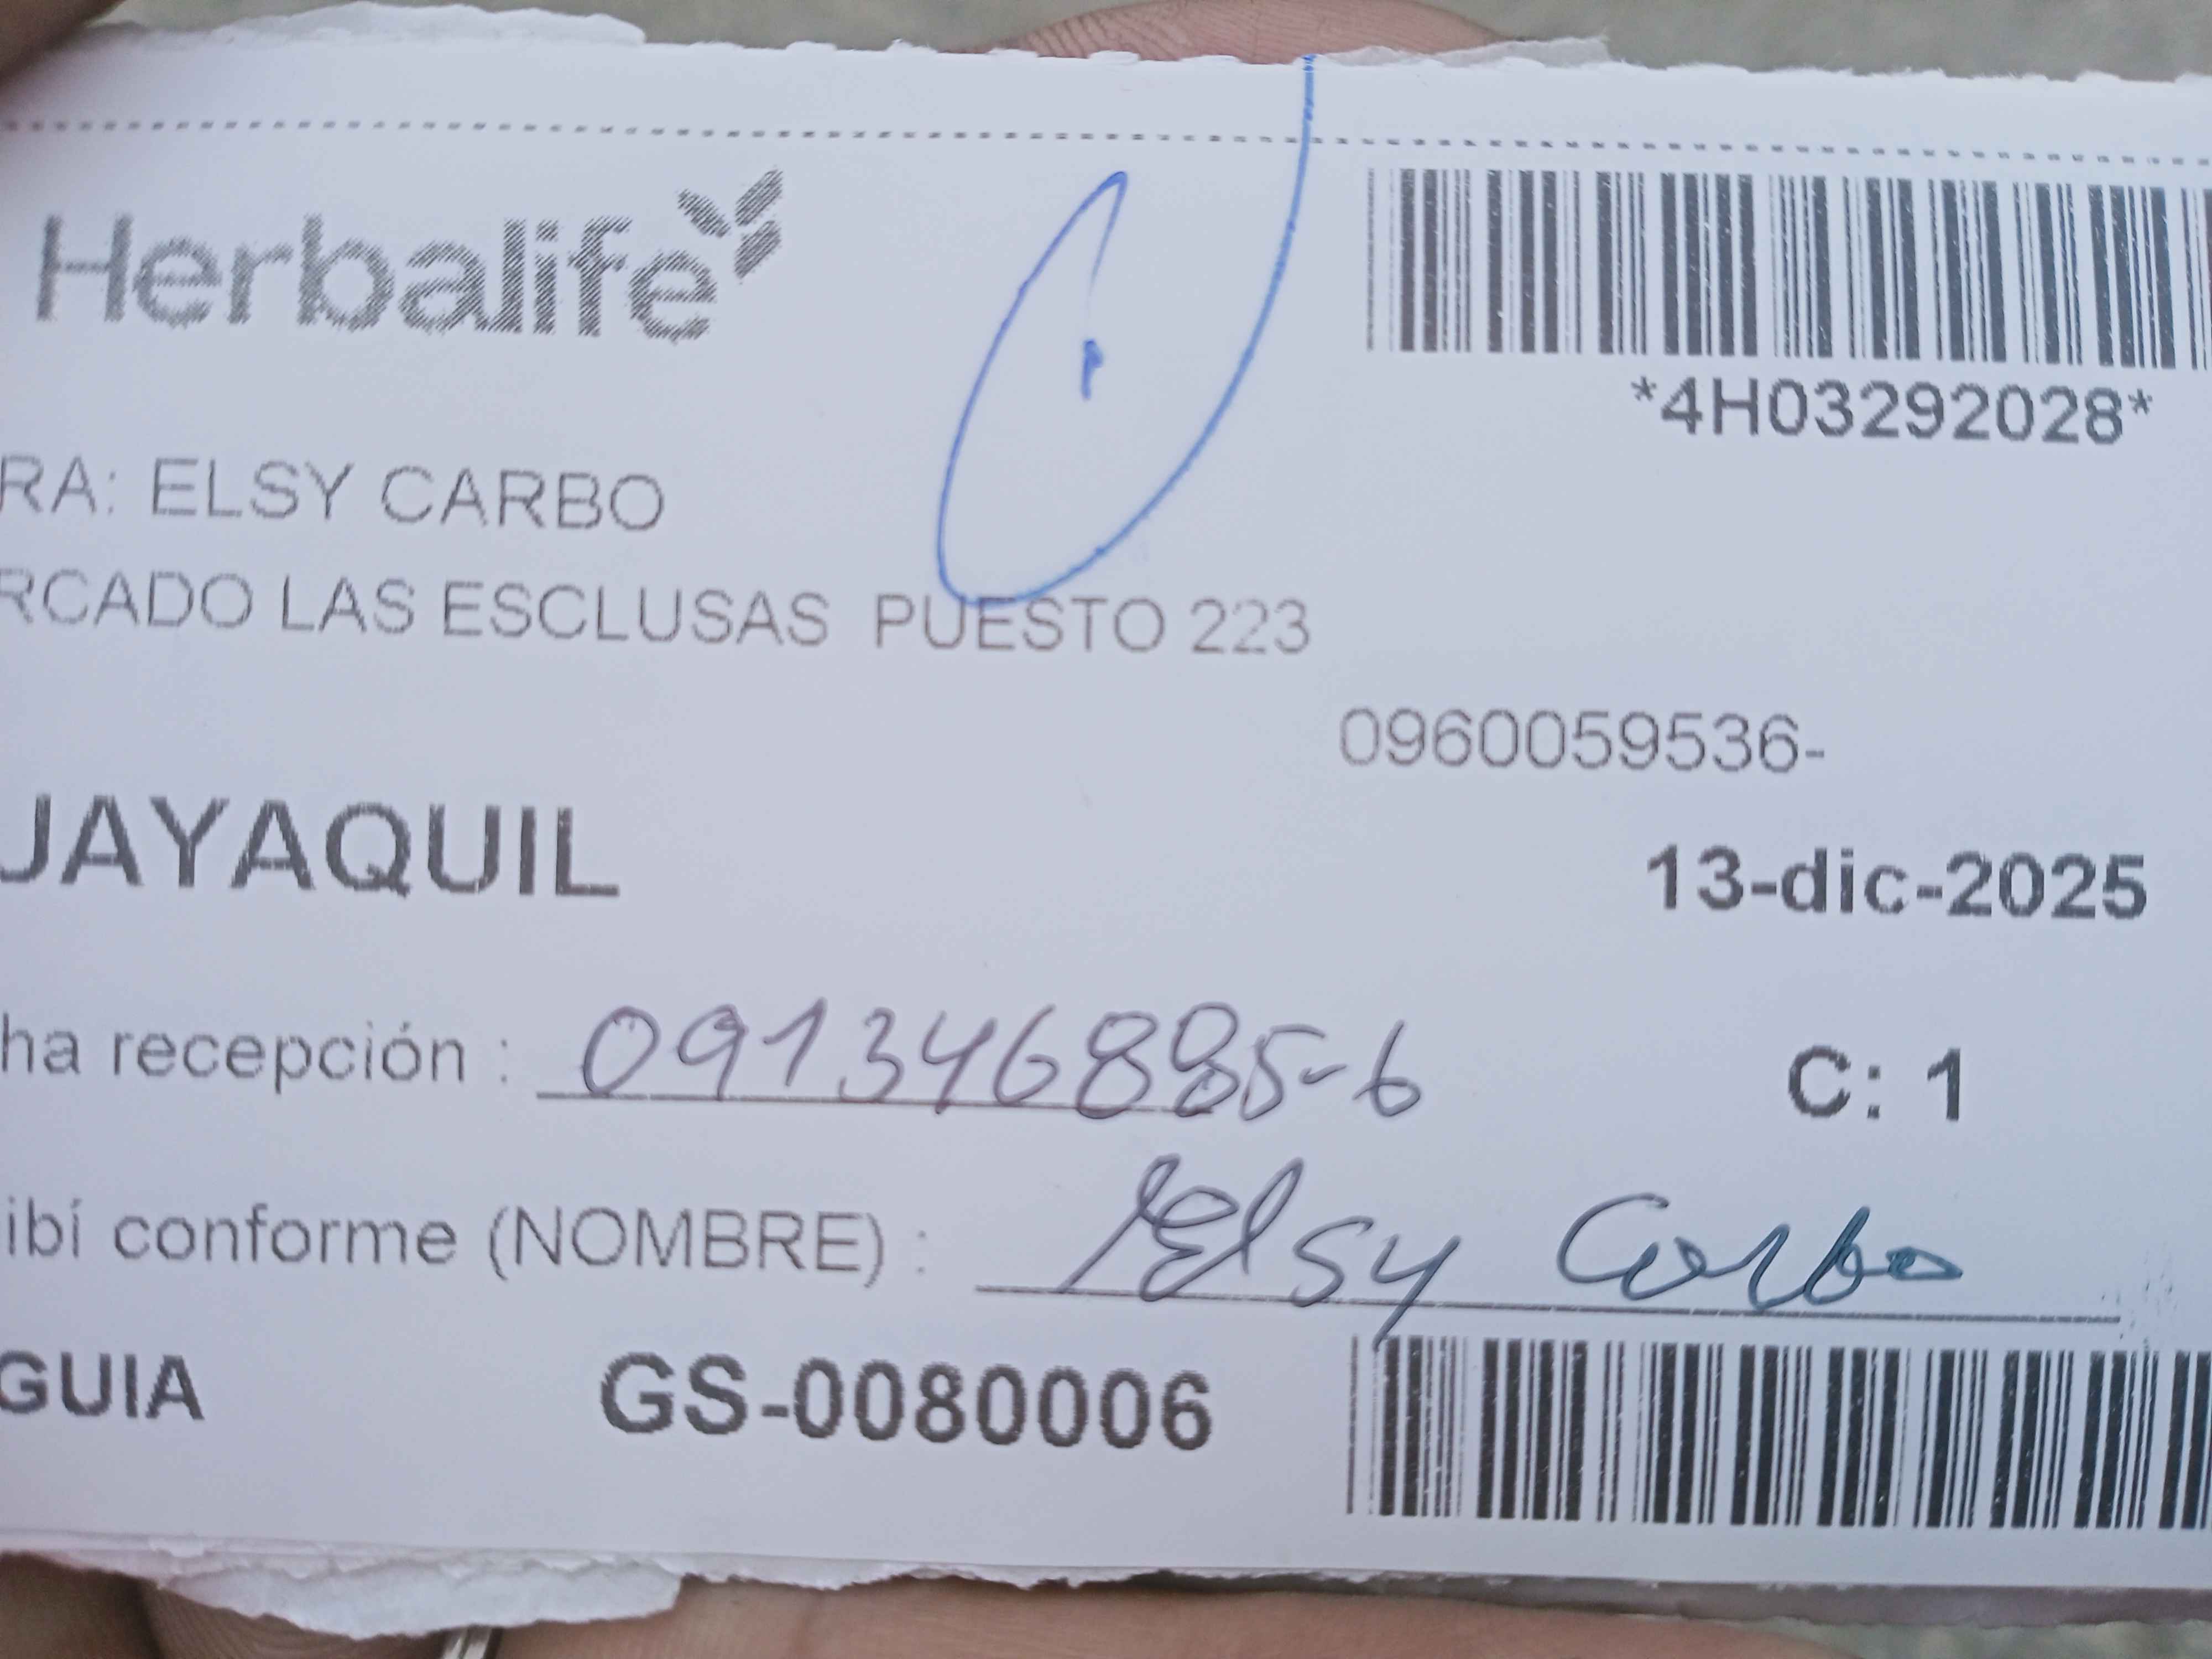 Herbalife
*4H03292028*
RA: ELSY CARBO
RCADO LAS ESCLUSAS PUESTO 223
0960059536-
JAYAQUIL
13-dic-2025
ha recepción : 091346885-6
C: 1
ibí conforme (NOMBRE) : Elsy Carbo
GUIA GS-0080006